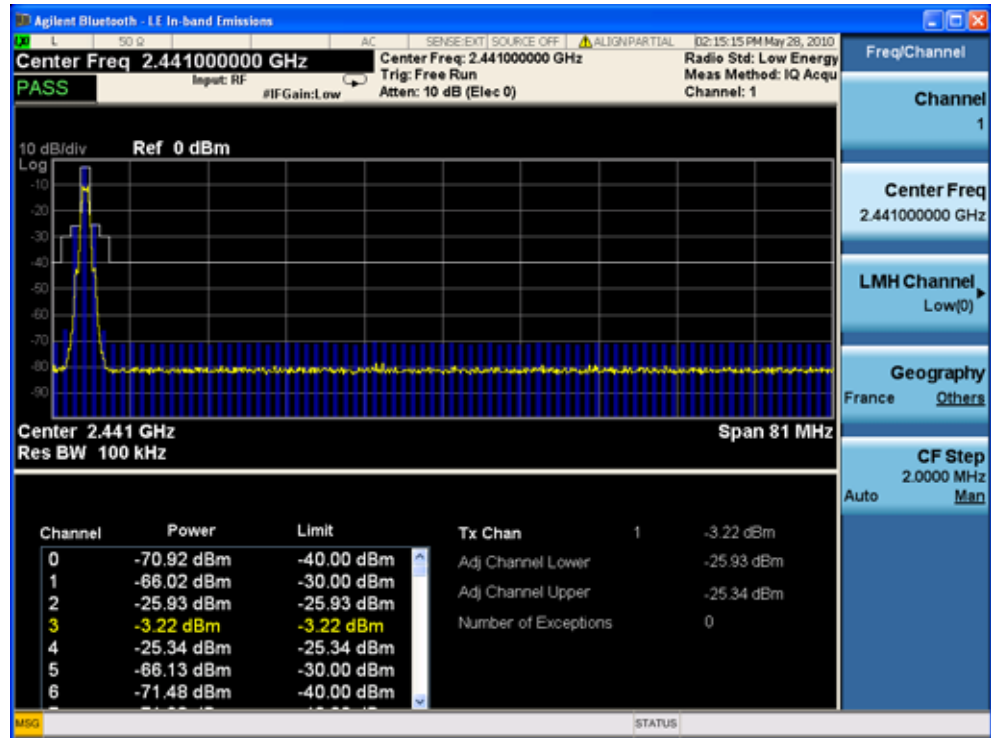 Agilent Bluetooth - LE In-band Emissions
L 50 Ω AC SENSE:EXT SOURCE OFF ALIGN PARTIAL 02:15:15 PM May 28, 2010
Center Freq 2.441000000 GHz
Input: RF
#IFGain:Low
PASS
Center Freq: 2.441000000 GHz
Trig: Free Run
Atten: 10 dB (Elec 0)
Radio Std: Low Energy
Meas Method: IQ Acqu
Channel: 1
Freq/Channel
Channel
1
Center Freq
2.441000000 GHz
LMH Channel
Low(0)
Geography
France Others
CF Step
2.0000 MHz
Auto Man
10 dB/div Ref 0 dBm
Log
-10
-20
-30
-40
-50
-60
-70
-80
-90
Center 2.441 GHz Span 81 MHz
Res BW 100 kHz
Channel Power Limit
0 -70.92 dBm -40.00 dBm
1 -66.02 dBm -30.00 dBm
2 -25.93 dBm -25.93 dBm
3 -3.22 dBm -3.22 dBm
4 -25.34 dBm -25.34 dBm
5 -66.13 dBm -30.00 dBm
6 -71.48 dBm -40.00 dBm
Tx Chan 1 -3.22 dBm
Adj Channel Lower -25.93 dBm
Adj Channel Upper -25.34 dBm
Number of Exceptions 0
MSG STATUS